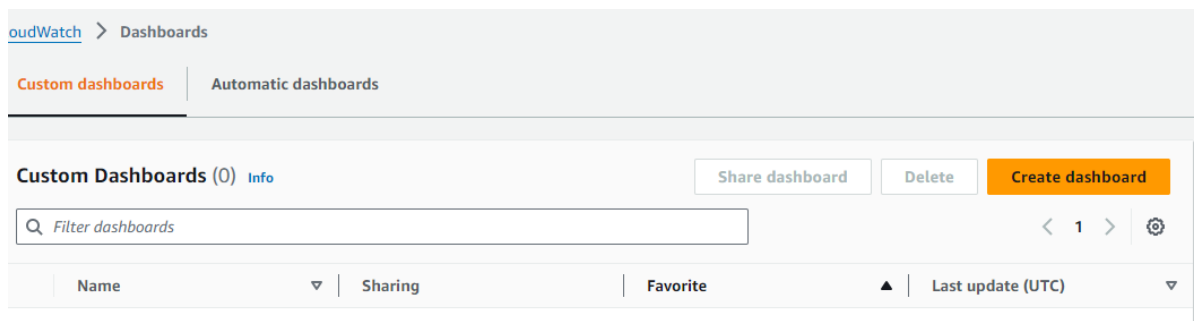 oudWatch > Dashboards
Custom dashboards Automatic dashboards
Custom Dashboards (0) Info Share dashboard Delete Create dashboard
Filter dashboards 1
Name Sharing Favorite Last update (UTC)